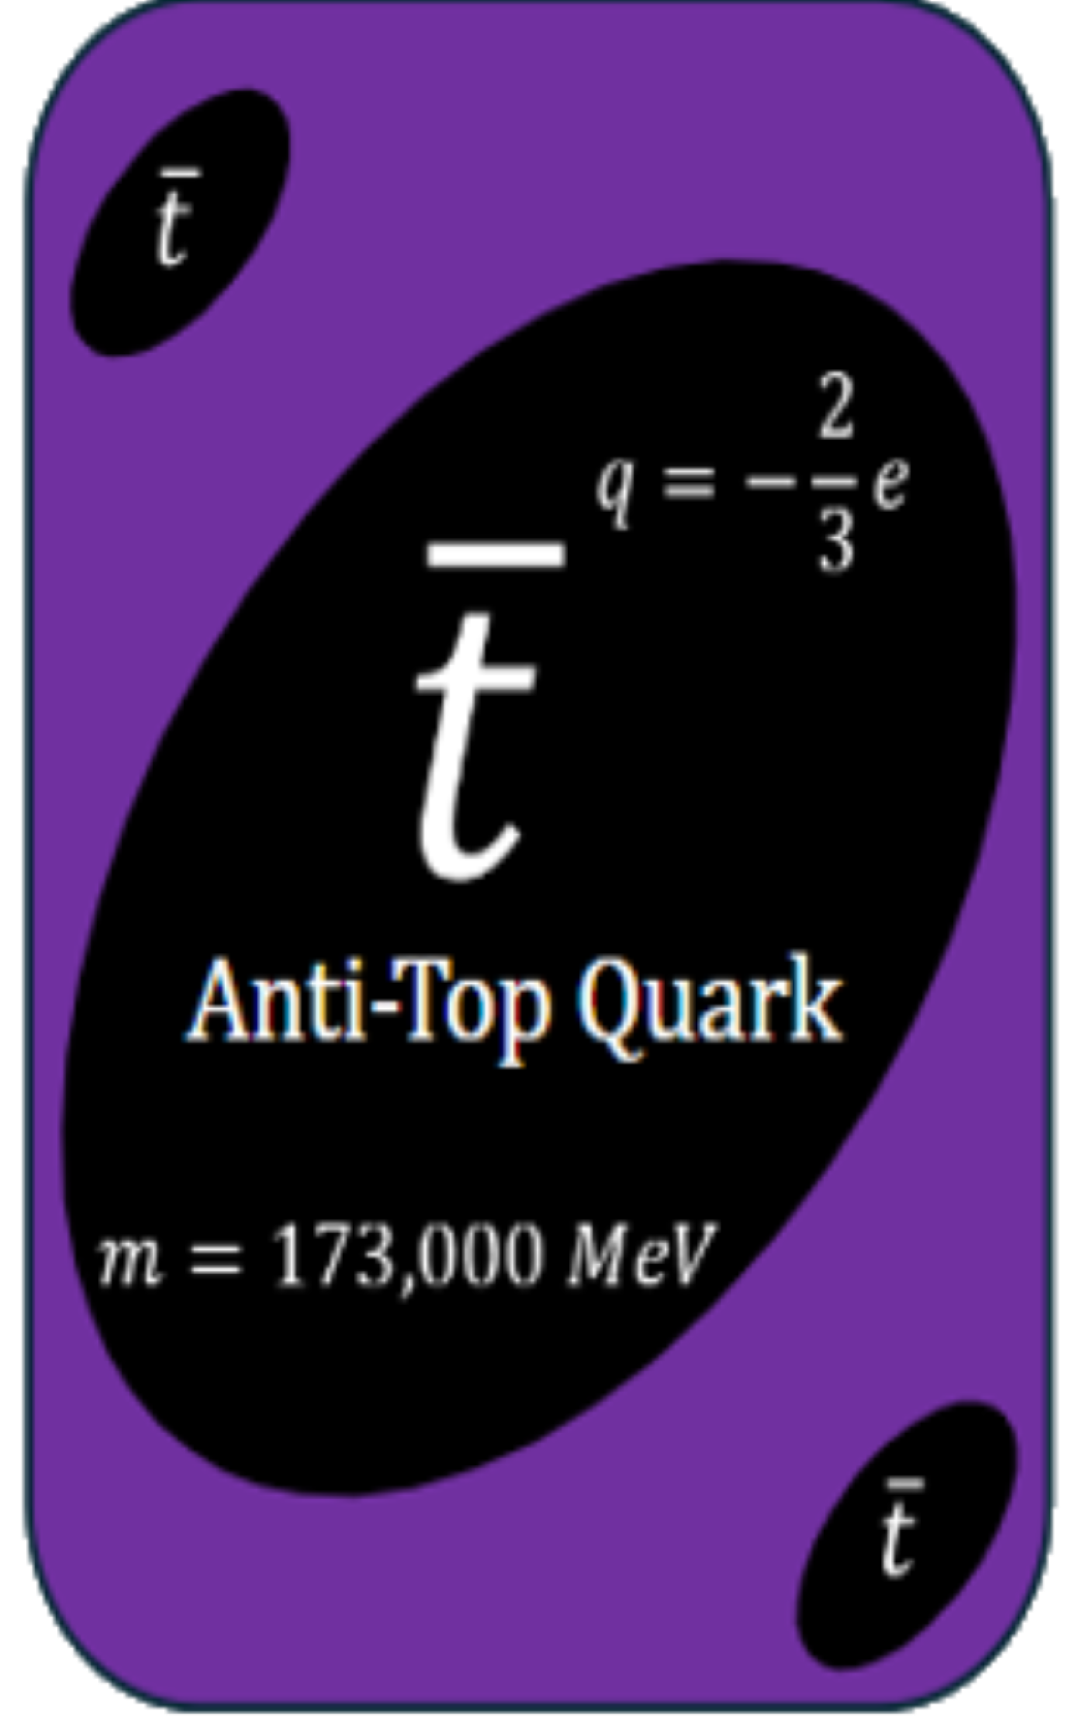 t̄
q = −2/3 e
t̄
Anti-Top Quark
m = 173,000 MeV
t̄